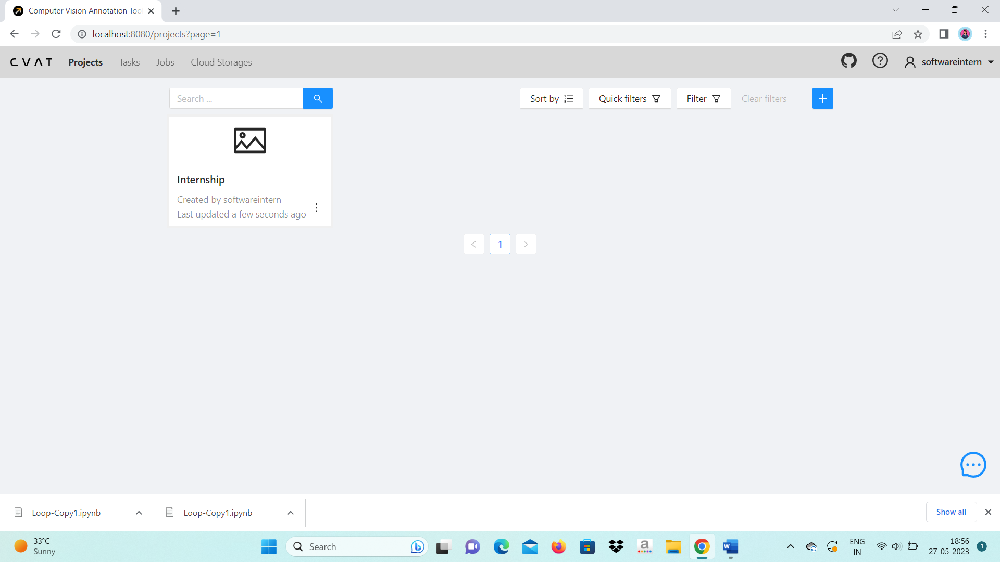 Computer Vision Annotation Too
localhost:8080/projects?page=1
CVAT Projects Tasks Jobs Cloud Storages softwareintern
Search ... Sort by Quick filters Filter Clear filters
Internship
Created by softwareintern
Last updated a few seconds ago
< 1 >
Loop-Copy1.ipynb Loop-Copy1.ipynb Show all
33°C
Sunny
Search
a
W
ENG
IN
18:56
27-05-2023
1